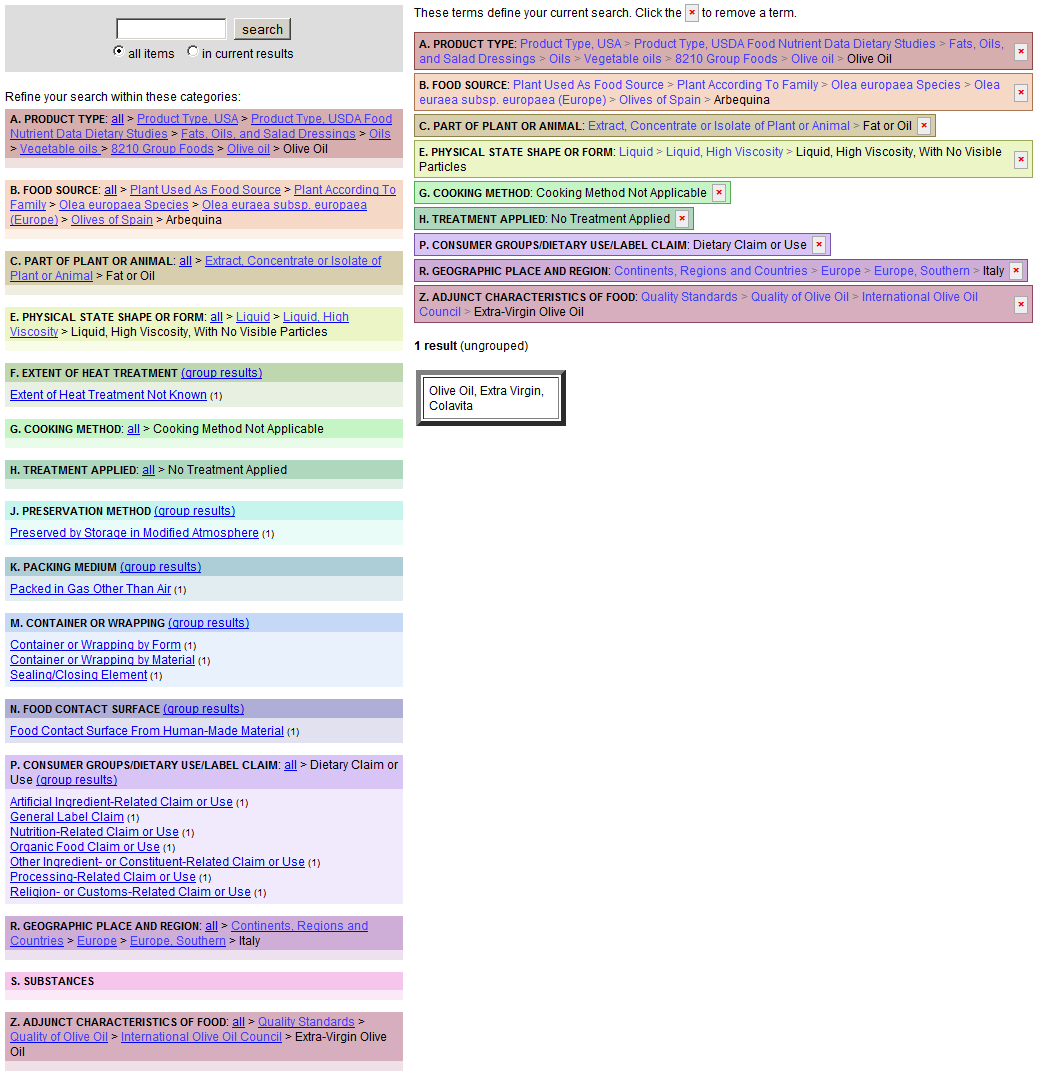 search
all items in current results
Refine your search within these categories:
A. PRODUCT TYPE: all > Product Type, USA > Product Type, USDA Food
Nutrient Data Dietary Studies > Fats, Oils, and Salad Dressings > Oils
> Vegetable oils > 8210 Group Foods > Olive oil > Olive Oil
B. FOOD SOURCE: all > Plant Used As Food Source > Plant According To
Family > Olea europaea Species > Olea euraea subsp. europaea
(Europe) > Olives of Spain > Arbequina
C. PART OF PLANT OR ANIMAL: all > Extract, Concentrate or Isolate of
Plant or Animal > Fat or Oil
E. PHYSICAL STATE SHAPE OR FORM: all > Liquid > Liquid, High
Viscosity > Liquid, High Viscosity, With No Visible Particles
F. EXTENT OF HEAT TREATMENT (group results)
Extent of Heat Treatment Not Known (1)
G. COOKING METHOD: all > Cooking Method Not Applicable
H. TREATMENT APPLIED: all > No Treatment Applied
J. PRESERVATION METHOD (group results)
Preserved by Storage in Modified Atmosphere (1)
K. PACKING MEDIUM (group results)
Packed in Gas Other Than Air (1)
M. CONTAINER OR WRAPPING (group results)
Container or Wrapping by Form (1)
Container or Wrapping by Material (1)
Sealing/Closing Element (1)
N. FOOD CONTACT SURFACE (group results)
Food Contact Surface From Human-Made Material (1)
P. CONSUMER GROUPS/DIETARY USE/LABEL CLAIM: all > Dietary Claim or
Use (group results)
Artificial Ingredient-Related Claim or Use (1)
General Label Claim (1)
Nutrition-Related Claim or Use (1)
Organic Food Claim or Use (1)
Other Ingredient- or Constituent-Related Claim or Use (1)
Processing-Related Claim or Use (1)
Religion- or Customs-Related Claim or Use (1)
R. GEOGRAPHIC PLACE AND REGION: all > Continents, Regions and
Countries > Europe > Europe, Southern > Italy
S. SUBSTANCES
Z. ADJUNCT CHARACTERISTICS OF FOOD: all > Quality Standards >
Quality of Olive Oil > International Olive Oil Council > Extra-Virgin Olive
Oil
These terms define your current search. Click the × to remove a term.
A. PRODUCT TYPE: Product Type, USA > Product Type, USDA Food Nutrient Data Dietary Studies > Fats, Oils,
and Salad Dressings > Oils > Vegetable oils > 8210 Group Foods > Olive oil > Olive Oil ×
B. FOOD SOURCE: Plant Used As Food Source > Plant According To Family > Olea europaea Species > Olea
euraea subsp. europaea (Europe) > Olives of Spain > Arbequina ×
C. PART OF PLANT OR ANIMAL: Extract, Concentrate or Isolate of Plant or Animal > Fat or Oil ×
E. PHYSICAL STATE SHAPE OR FORM: Liquid > Liquid, High Viscosity > Liquid, High Viscosity, With No Visible
Particles ×
G. COOKING METHOD: Cooking Method Not Applicable ×
H. TREATMENT APPLIED: No Treatment Applied ×
P. CONSUMER GROUPS/DIETARY USE/LABEL CLAIM: Dietary Claim or Use ×
R. GEOGRAPHIC PLACE AND REGION: Continents, Regions and Countries > Europe > Europe, Southern > Italy ×
Z. ADJUNCT CHARACTERISTICS OF FOOD: Quality Standards > Quality of Olive Oil > International Olive Oil
Council > Extra-Virgin Olive Oil ×
1 result (ungrouped)
Olive Oil, Extra Virgin,
Colavita